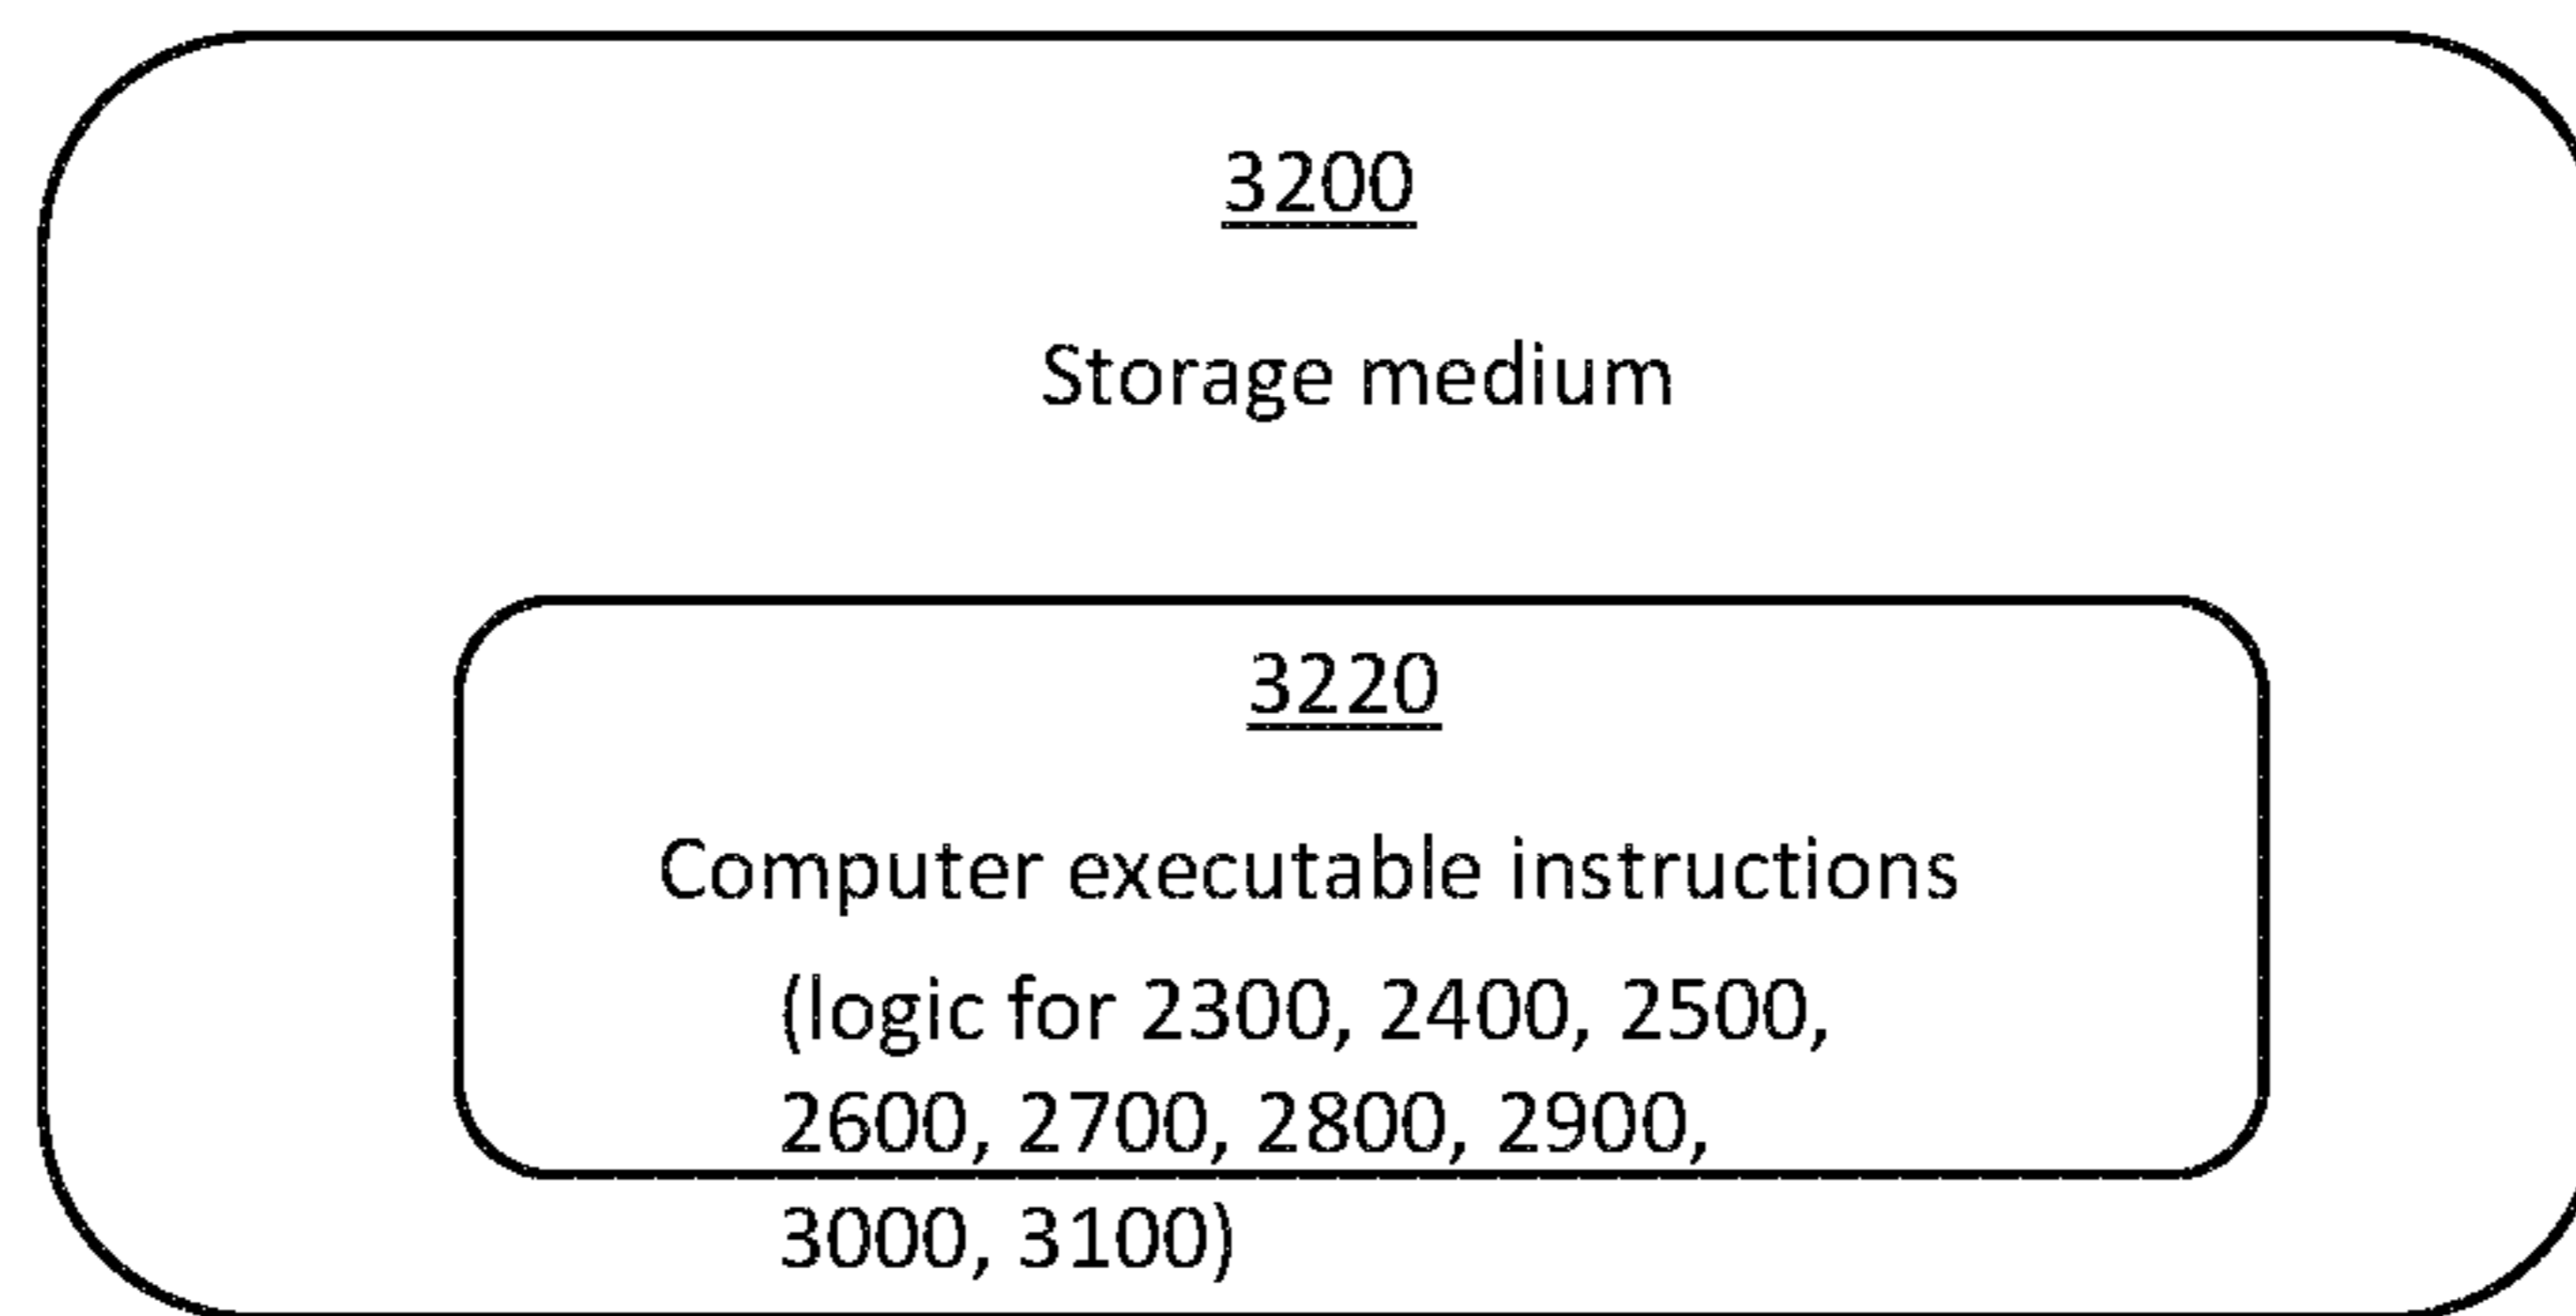 3200
Storage medium
3220
Computer executable instructions
(logic for 2300, 2400, 2500,
2600, 2700, 2800, 2900,
3000, 3100)